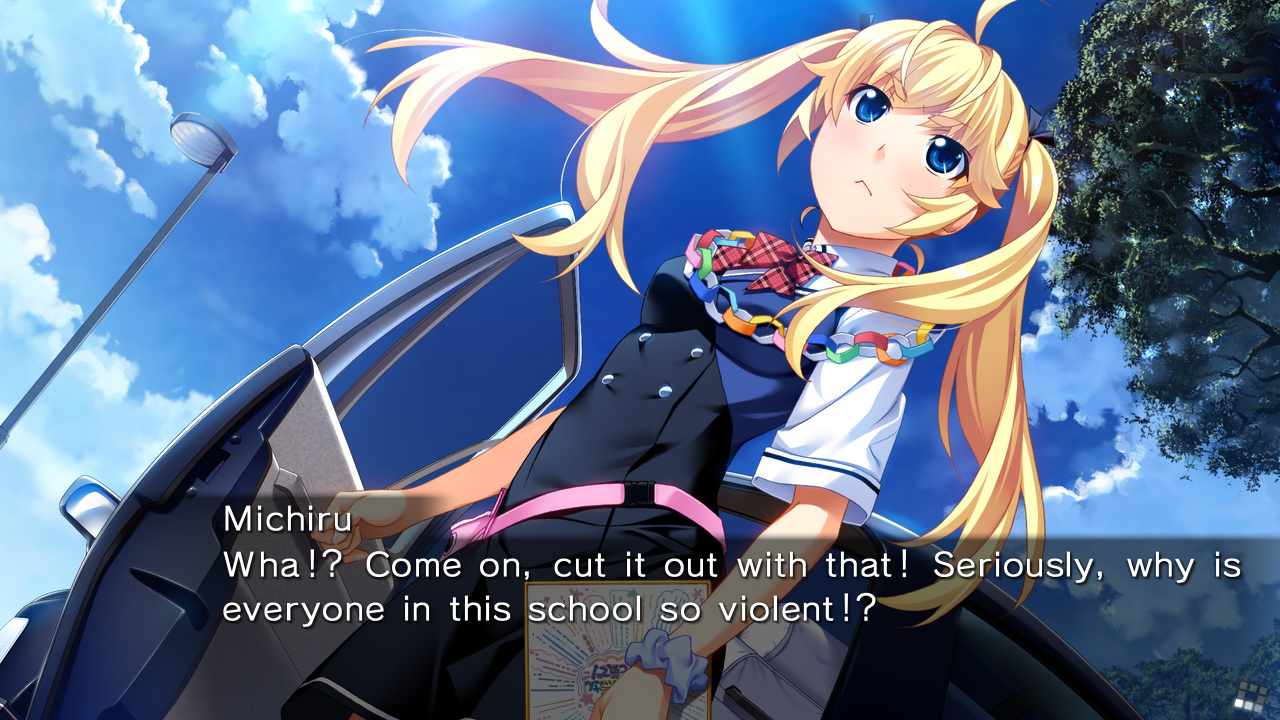 Michiru
Wha!? Come on, cut it out with that! Seriously, why is
everyone in this school so violent!?